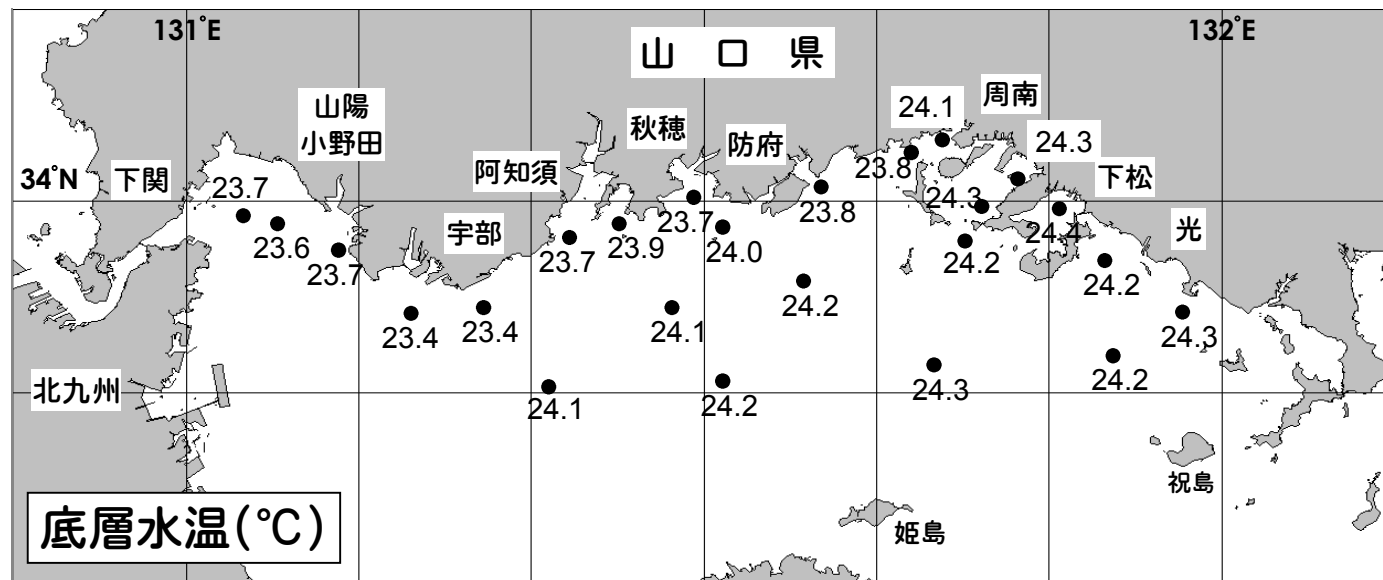 131°E
132°E
山 口 県
24.1
周南
山陽
小野田
秋穂
防府
24.3
23.8
下松
阿知須
34°N
下関
23.7
24.3
23.7
23.8
24.4
宇部
光
23.6
23.7
23.9
24.0
24.2
23.7
24.2
24.2
23.4
23.4
24.1
24.3
24.2
北九州
24.1
24.2
24.3
祝島
姫島
底層水温(℃)